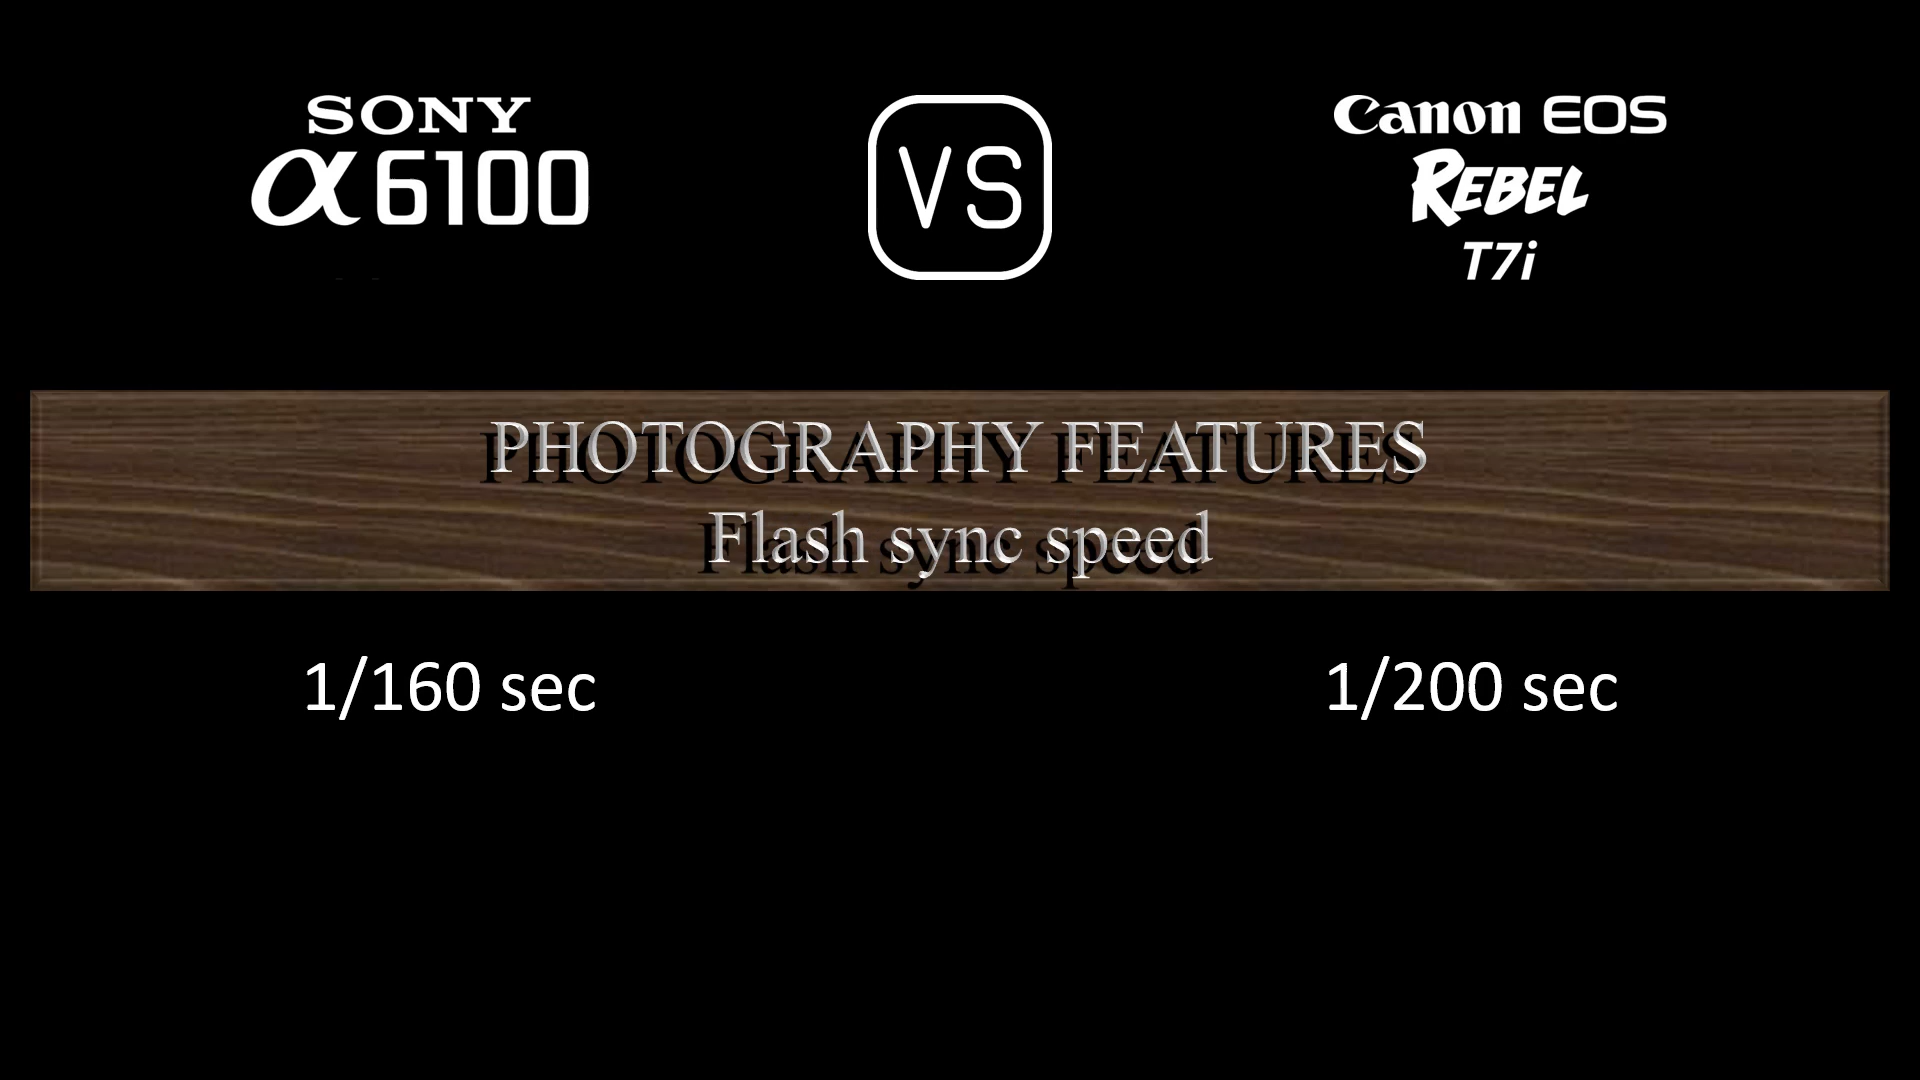 SONY
α6100
VS
Canon EOS
REBEL
T7i
PHOTOGRAPHY FEATURES
Flash sync speed
1/160 sec
1/200 sec